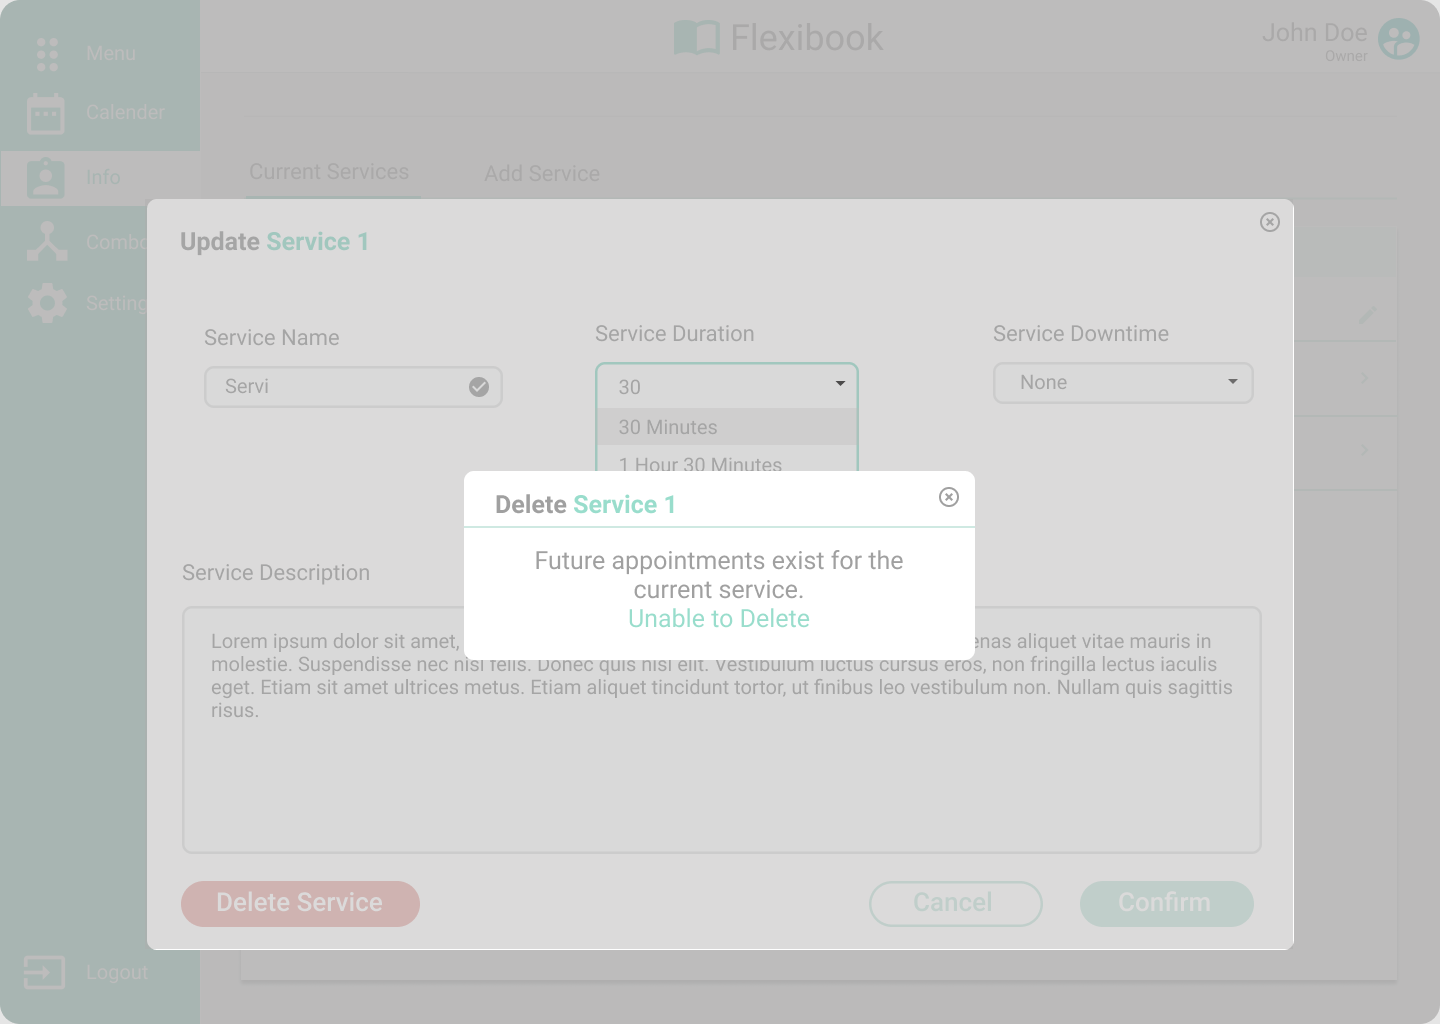 Flexibook
John Doe
Owner
Menu
Calender
Info
Combo
Setting
Logout
Current Services
Add Service
Update Service 1
Service Name
Servi
Service Duration
30
30 Minutes
1 Hour 30 Minutes
Service Downtime
None
Delete Service 1
Future appointments exist for the
current service.
Unable to Delete
Service Description
Lorem ipsum dolor sit amet, enas aliquet vitae mauris in
molestie. Suspendisse nec nisl felis. Donec quis nisl elit. Vestibulum luctus cursus eros, non fringilla lectus iaculis
eget. Etiam sit amet ultrices metus. Etiam aliquet tincidunt tortor, ut finibus leo vestibulum non. Nullam quis sagittis
risus.
Delete Service
Cancel
Confirm